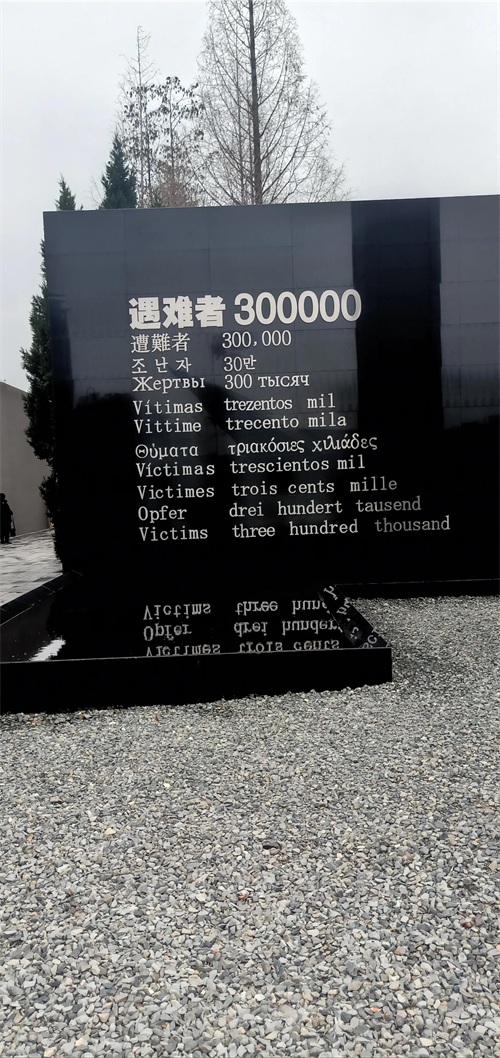 遇难者 300000
遭難者 300,000
조난자 30만
Жертвы 300 тысяч
Vítimas trezentos mil
Vittime trecento mila
Θύματα τριακόσιες χιλιάδες
Víctimas trescientos mil
Victimes trois cents mille
Opfer drei hundert tausend
Victims three hundred thousand